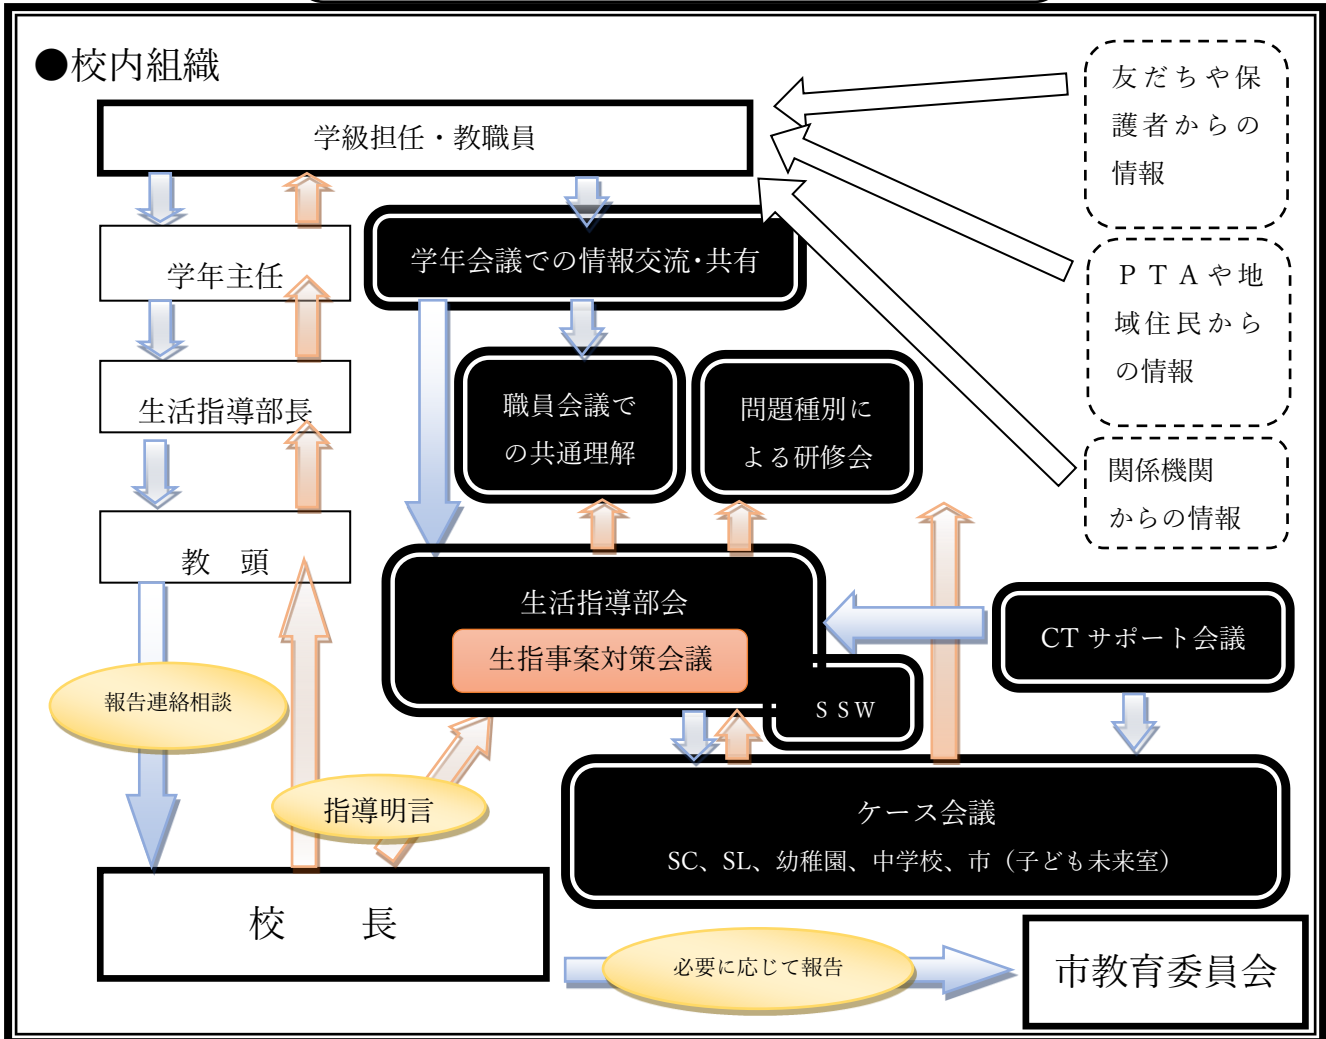 ●校内組織
学級担任・教職員
友だちや保
護者からの
情報
学年主任
学年会議での情報交流・共有
ＰＴＡや地
域住民から
の情報
生活指導部長
職員会議で
の共通理解
問題種別に
よる研修会
関係機関
からの情報
教　頭
生活指導部会
生指事案対策会議
CT サポート会議
ＳＳＷ
報告連絡相談
指導明言
ケース会議
SC、SL、幼稚園、中学校、市（子ども未来室）
校　　長
必要に応じて報告
市教育委員会